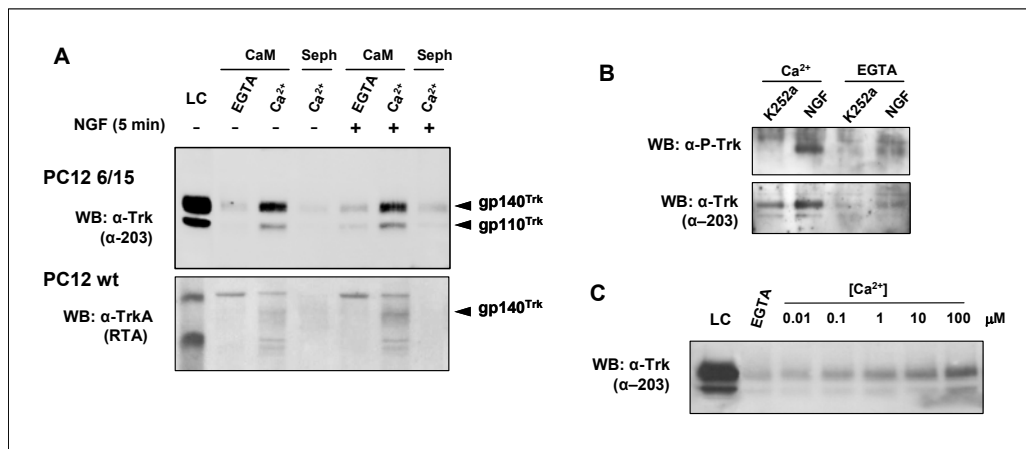 A
CaM Seph CaM Seph
LC EGTA Ca²⁺ Ca²⁺ EGTA Ca²⁺ Ca²⁺
NGF (5 min) – – – – + + +
PC12 6/15
WB: α-Trk
(α-203)
gp140ᵀʳᵏ
gp110ᵀʳᵏ
PC12 wt
WB: α-TrkA
(RTA)
gp140ᵀʳᵏ
B
Ca²⁺ EGTA
K252a NGF K252a NGF
WB: α-P-Trk
WB: α-Trk
(α–203)
C
[Ca²⁺]
LC EGTA 0.01 0.1 1 10 100 μM
WB: α-Trk
(α–203)